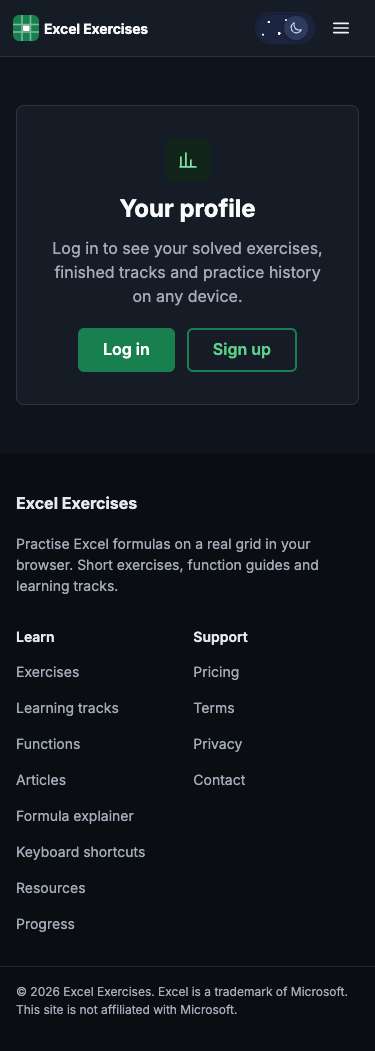 Excel Exercises
Your profile
Log in to see your solved exercises,
finished tracks and practice history
on any device.
Log in
Sign up
Excel Exercises
Practise Excel formulas on a real grid in your
browser. Short exercises, function guides and
learning tracks.
Learn
Exercises
Learning tracks
Functions
Articles
Formula explainer
Keyboard shortcuts
Resources
Progress
Support
Pricing
Terms
Privacy
Contact
© 2026 Excel Exercises. Excel is a trademark of Microsoft.
This site is not affiliated with Microsoft.